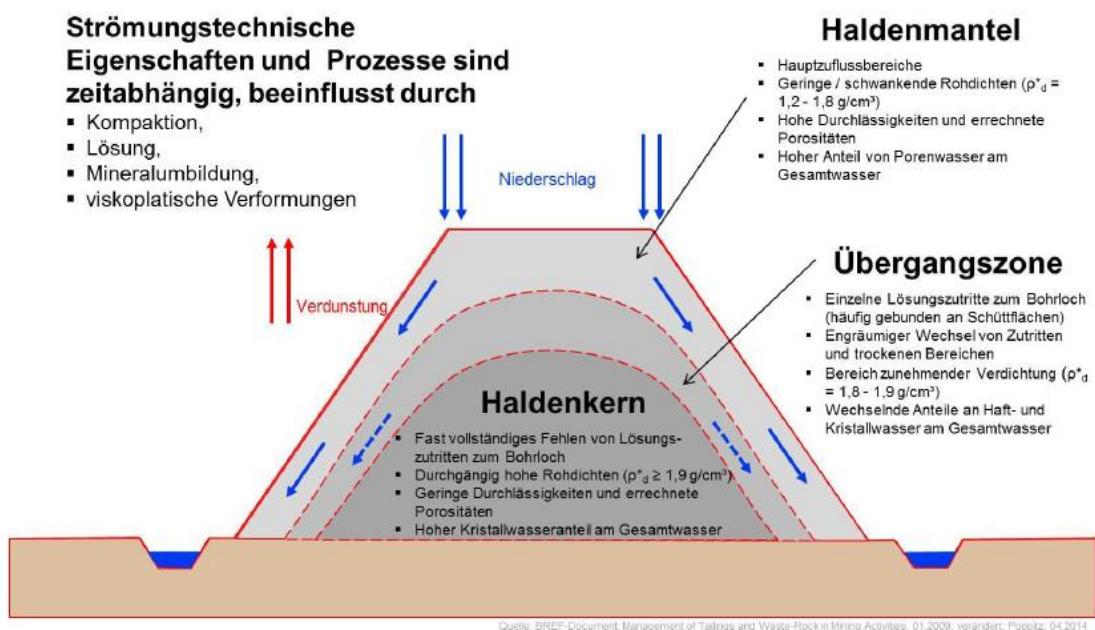 Strömungstechnische
Eigenschaften und Prozesse sind
zeitabhängig, beeinflusst durch
▪ Kompaktion,
▪ Lösung,
▪ Mineralumbildung,
▪ viskoplatische Verformungen
Haldenmantel
▪ Hauptzuflussbereiche
▪ Geringe / schwankende Rohdichten (ρ*d =
1,2 - 1,8 g/cm³)
▪ Hohe Durchlässigkeiten und errechnete
Porositäten
▪ Hoher Anteil von Porenwasser am
Gesamtwasser
Niederschlag
Verdunstung
Übergangszone
▪ Einzelne Lösungszutritte zum Bohrloch
(häufig gebunden an Schüttflächen)
▪ Engräumiger Wechsel von Zutritten
und trockenen Bereichen
▪ Bereich zunehmender Verdichtung (ρ*d
= 1,8 - 1,9 g/cm³)
▪ Wechselnde Anteile an Haft- und
Kristallwasser am Gesamtwasser
Haldenkern
▪ Fast vollständiges Fehlen von Lösungs-
zutritten zum Bohrloch
▪ Durchgängig hohe Rohdichten (ρ*d ≥ 1,9 g/cm³)
▪ Geringe Durchlässigkeiten und errechnete
Porositäten
▪ Hoher Kristallwasseranteil am Gesamtwasser
Quelle: BREF-Document: Management of Tailings and Waste-Rock in Mining Activities, 01.2009; verändert: Poppitz, 04.2014